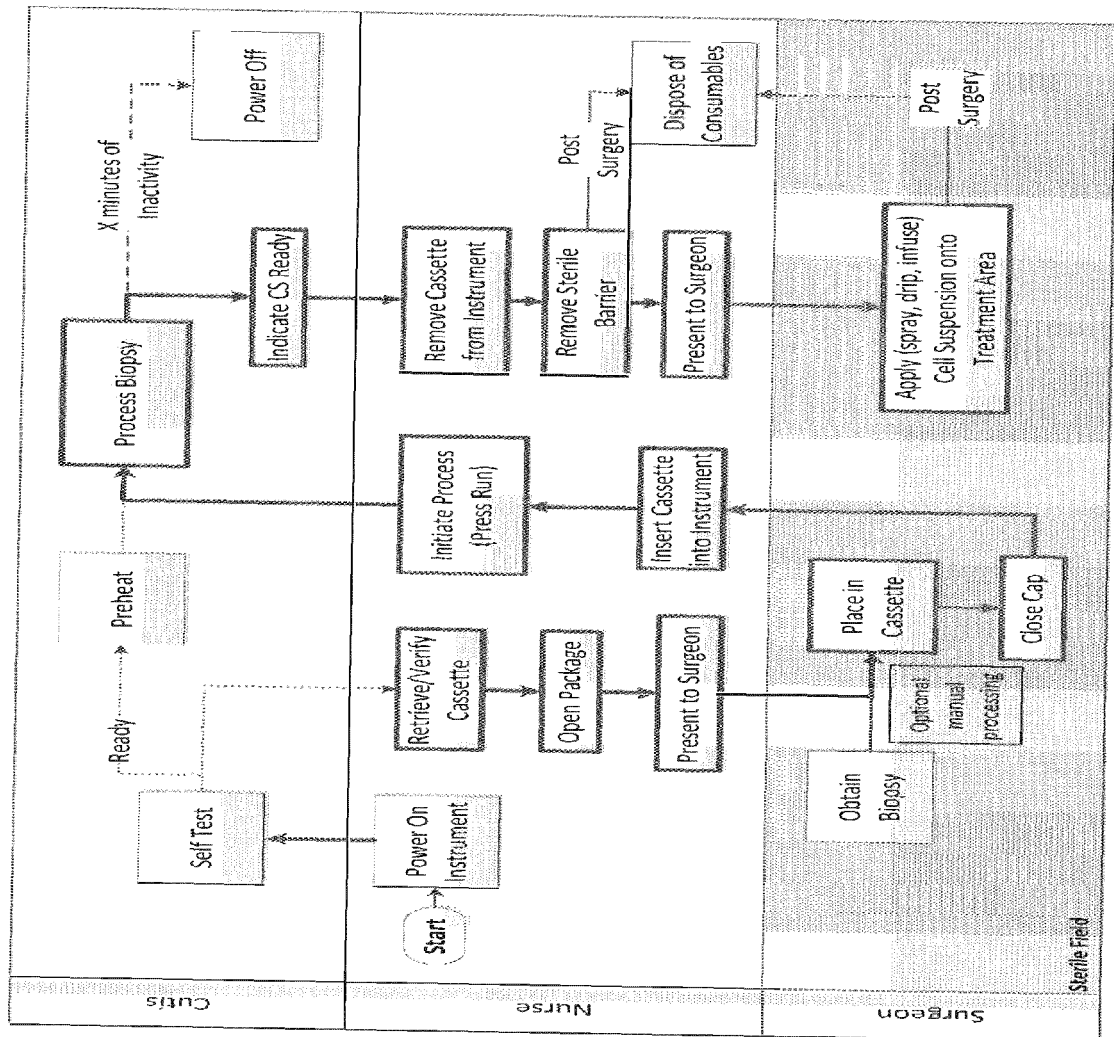 Cutis
Self Test
Ready
Preheat
Process Biopsy
X minutes of
Inactivity
Power Off
Indicate CS Ready
Nurse
Start
Power On
Instrument
Retrieve/Verify
Cassette
Open Package
Present to Surgeon
Initiate Process
(Press Run)
Insert Cassette
into Instrument
Remove Cassette
from Instrument
Remove Sterile
Barrier
Present to Surgeon
Post
Surgery
Dispose of
Consumables
Surgeon
Sterile Field
Obtain
Biopsy
Optional
manual
processing
Place in
Cassette
Close Cap
Apply (spray, drip, infuse)
Cell Suspension onto
Treatment Area
Post
Surgery